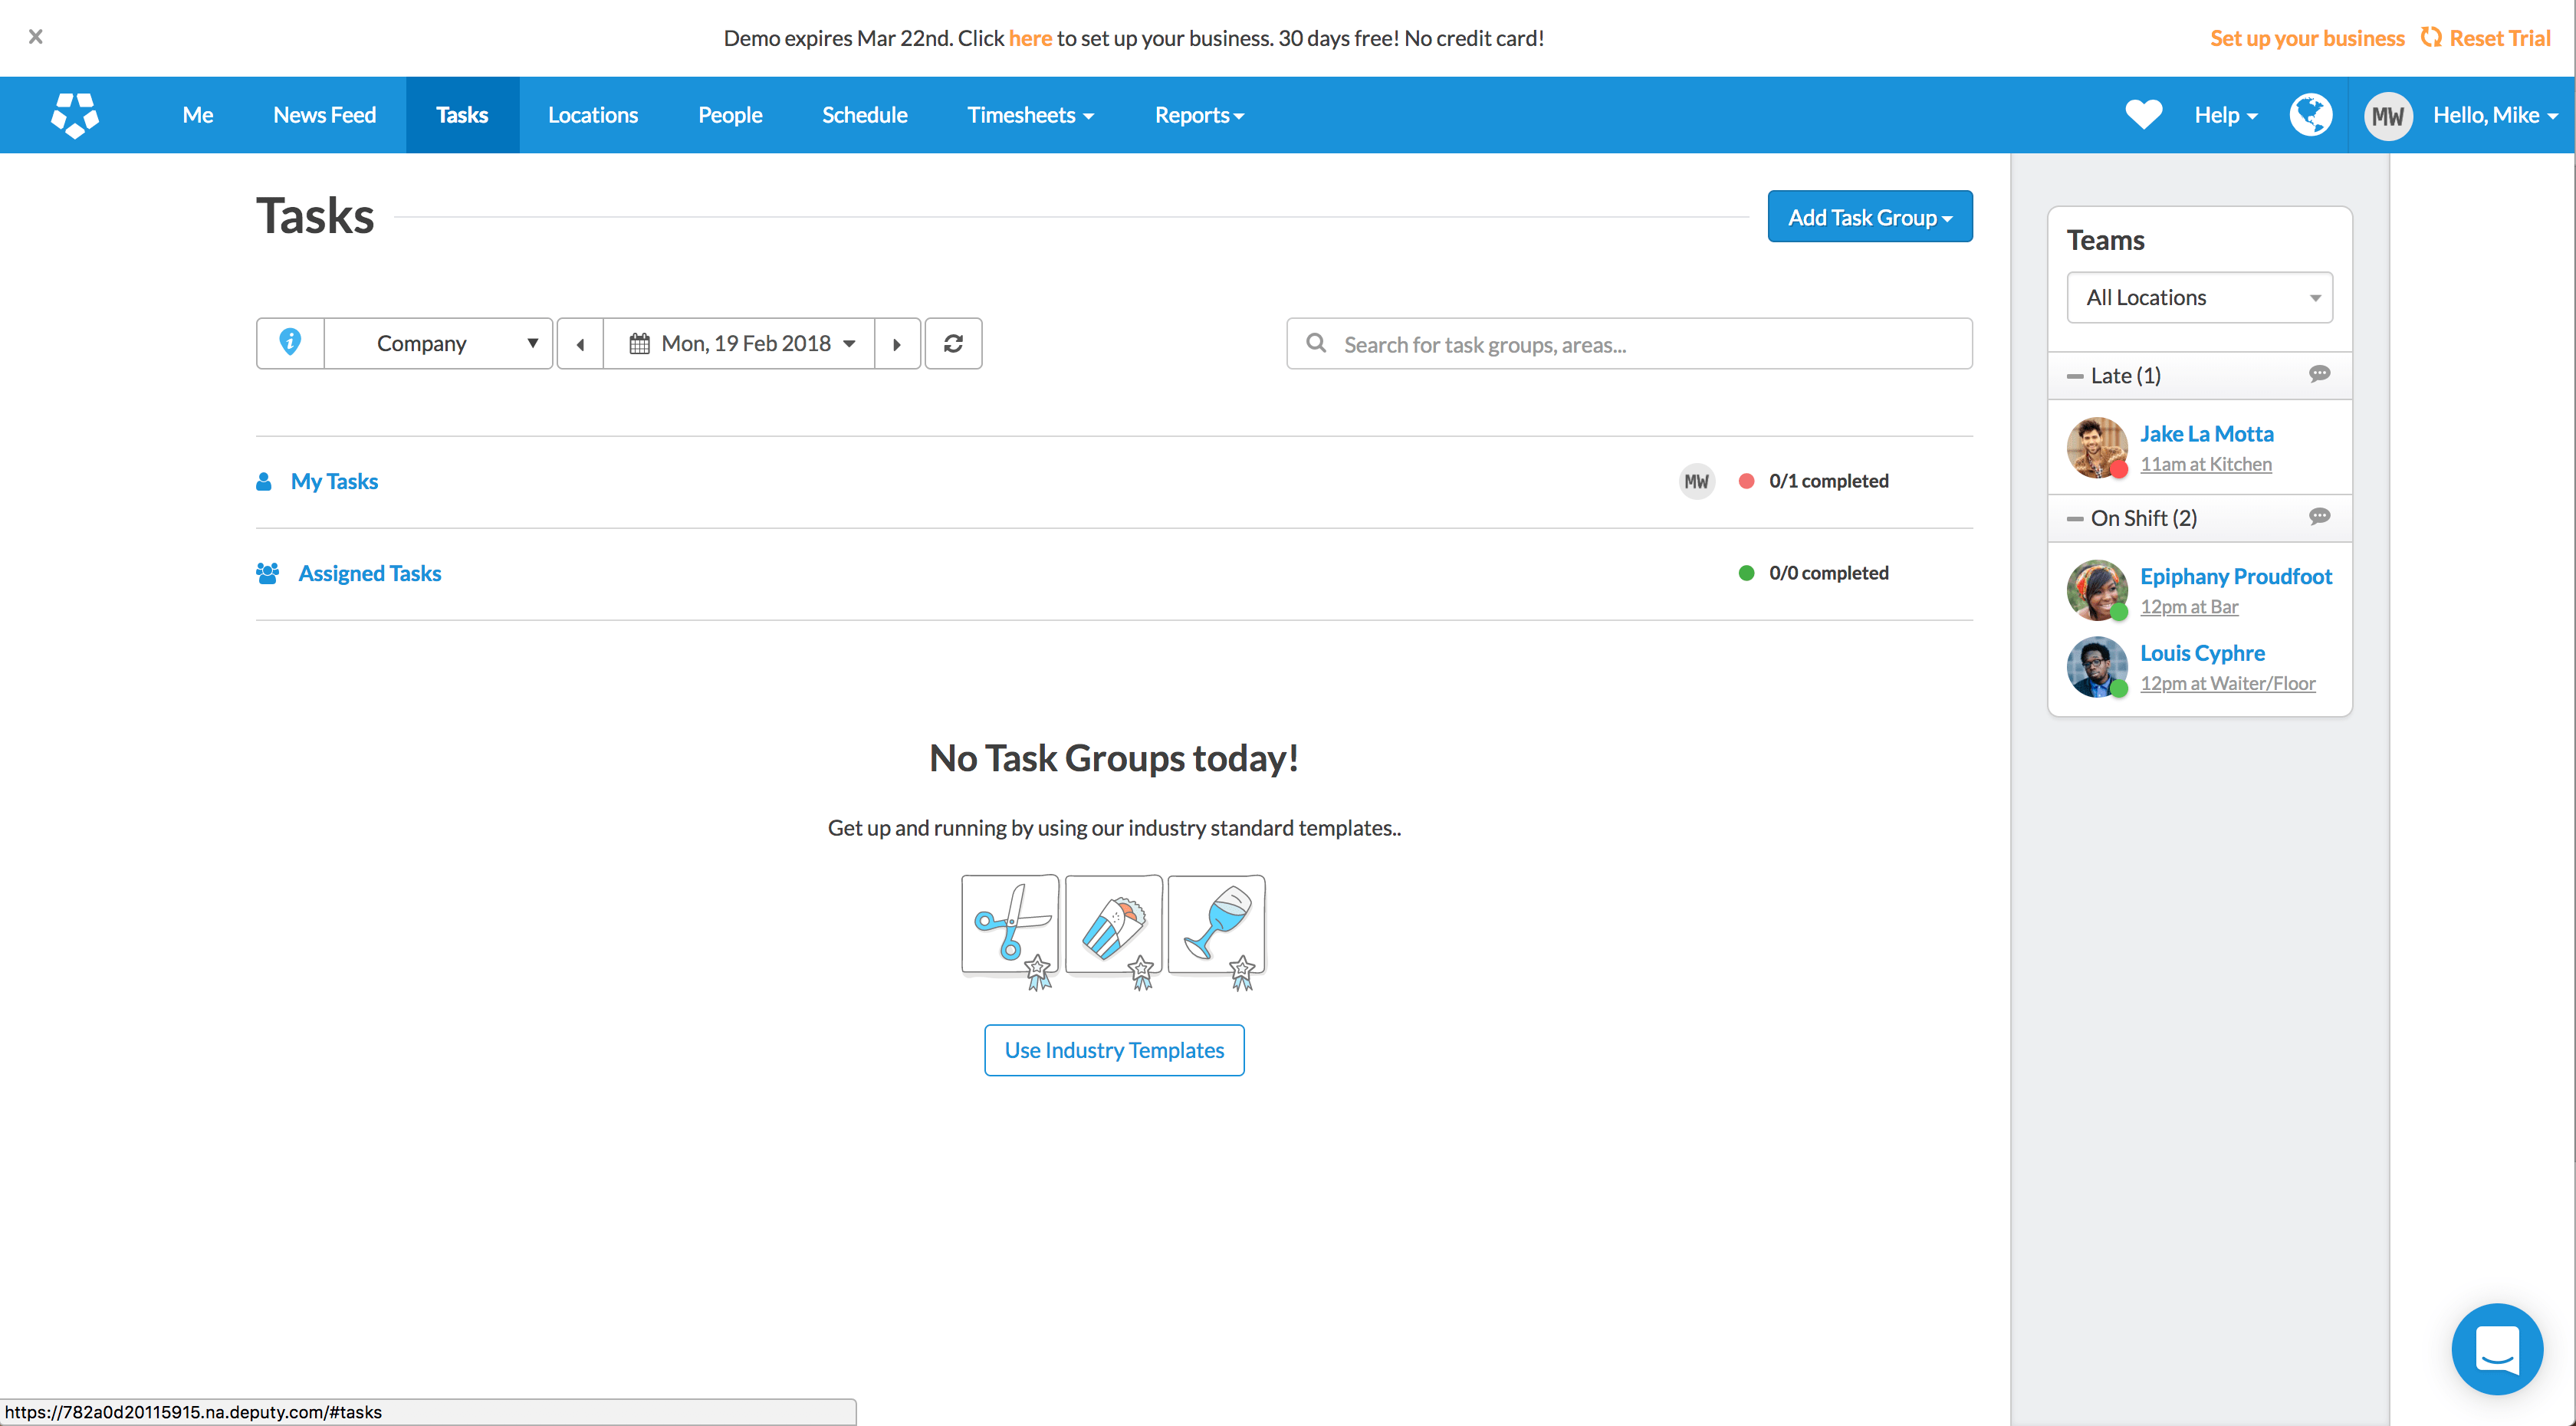 Demo expires Mar 22nd. Click here to set up your business. 30 days free! No credit card!
Set up your business Reset Trial
Me News Feed Tasks Locations People Schedule Timesheets Reports Help MW Hello, Mike
Tasks
Add Task Group
Company Mon, 19 Feb 2018
Search for task groups, areas...
My Tasks MW 0/1 completed
Assigned Tasks 0/0 completed
No Task Groups today!
Get up and running by using our industry standard templates..
Use Industry Templates
Teams
All Locations
Late (1)
Jake La Motta
11am at Kitchen
On Shift (2)
Epiphany Proudfoot
12pm at Bar
Louis Cyphre
12pm at Waiter/Floor
https://782a0d20115915.na.deputy.com/#tasks